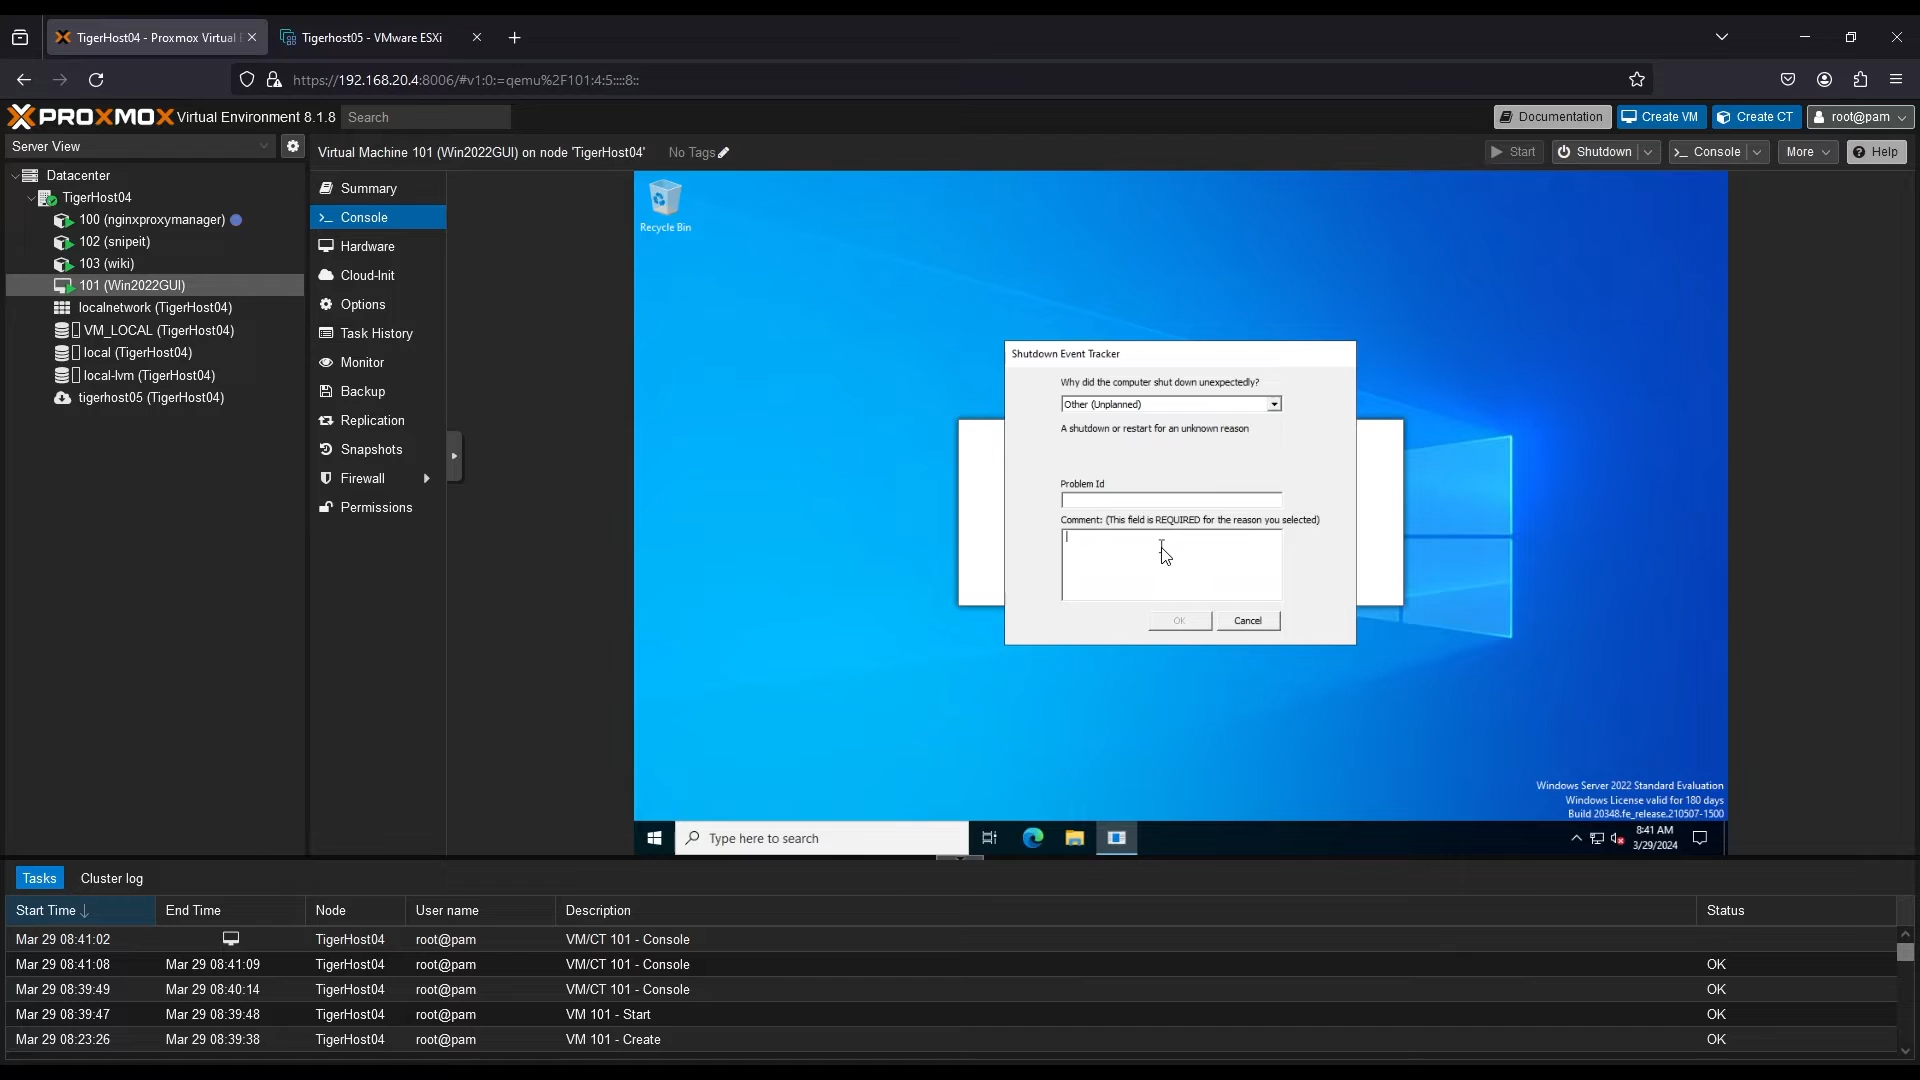 TigerHost04 - Proxmox Virtual E
Tigerhost05 - VMware ESXi
https://192.168.20.4:8006/#v1:0:=qemu%2F101:4:5::::8::
PROXMOX Virtual Environment 8.1.8
Search
Documentation
Create VM
Create CT
root@pam
Server View
Virtual Machine 101 (Win2022GUI) on node 'TigerHost04'
No Tags
Start
Shutdown
Console
More
Help
Datacenter
TigerHost04
100 (nginxproxymanager)
102 (snipeit)
103 (wiki)
101 (Win2022GUI)
localnetwork (TigerHost04)
VM_LOCAL (TigerHost04)
local (TigerHost04)
local-lvm (TigerHost04)
tigerhost05 (TigerHost04)
Summary
Console
Hardware
Cloud-Init
Options
Task History
Monitor
Backup
Replication
Snapshots
Firewall
Permissions
Recycle Bin
Shutdown Event Tracker
Why did the computer shut down unexpectedly?
Other (Unplanned)
A shutdown or restart for an unknown reason
Problem Id
Comment: (This field is REQUIRED for the reason you selected)
OK
Cancel
Windows Server 2022 Standard Evaluation
Windows License valid for 180 days
Build 20348.fe_release.210507-1500
Type here to search
8:41 AM
3/29/2024
Tasks
Cluster log
Start Time End Time Node User name Description Status
Mar 29 08:41:02 TigerHost04 root@pam VM/CT 101 - Console
Mar 29 08:41:08 Mar 29 08:41:09 TigerHost04 root@pam VM/CT 101 - Console OK
Mar 29 08:39:49 Mar 29 08:40:14 TigerHost04 root@pam VM/CT 101 - Console OK
Mar 29 08:39:47 Mar 29 08:39:48 TigerHost04 root@pam VM 101 - Start OK
Mar 29 08:23:26 Mar 29 08:39:38 TigerHost04 root@pam VM 101 - Create OK